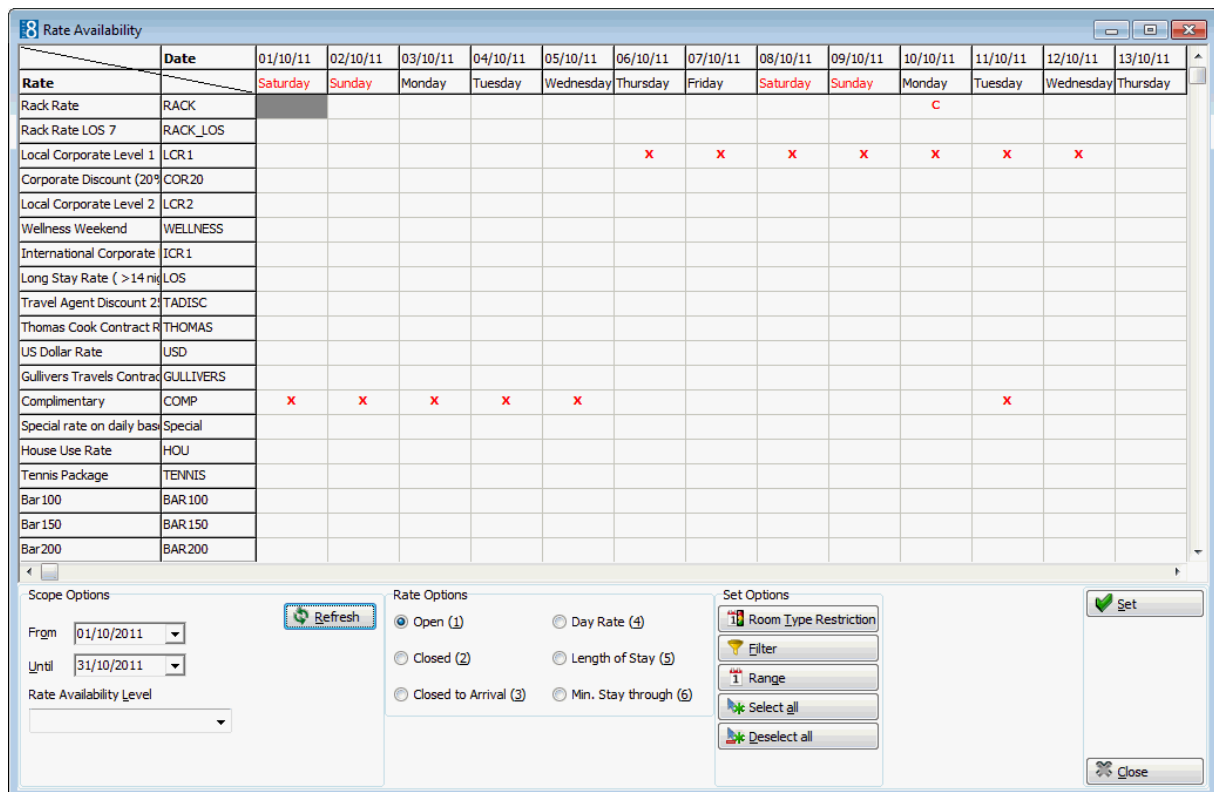 Rate Availability
Date 01/10/11 02/10/11 03/10/11 04/10/11 05/10/11 06/10/11 07/10/11 08/10/11 09/10/11 10/10/11 11/10/11 12/10/11 13/10/11
Rate Saturday Sunday Monday Tuesday Wednesday Thursday Friday Saturday Sunday Monday Tuesday Wednesday Thursday
Rack Rate RACK C
Rack Rate LOS 7 RACK_LOS
Local Corporate Level 1 LCR1 X X X X X X X
Corporate Discount (20% COR20
Local Corporate Level 2 LCR2
Wellness Weekend WELLNESS
International Corporate ICR1
Long Stay Rate ( >14 nig LOS
Travel Agent Discount 25 TADISC
Thomas Cook Contract R THOMAS
US Dollar Rate USD
Gullivers Travels Contrac GULLIVERS
Complimentary COMP X X X X X X
Special rate on daily base Special
House Use Rate HOU
Tennis Package TENNIS
Bar100 BAR100
Bar150 BAR150
Bar200 BAR200
Scope Options
Refresh
From 01/10/2011
Until 31/10/2011
Rate Availability Level
Rate Options
Open (1) Day Rate (4)
Closed (2) Length of Stay (5)
Closed to Arrival (3) Min. Stay through (6)
Set Options
Room Type Restriction
Filter
Range
Select all
Deselect all
Set
Close